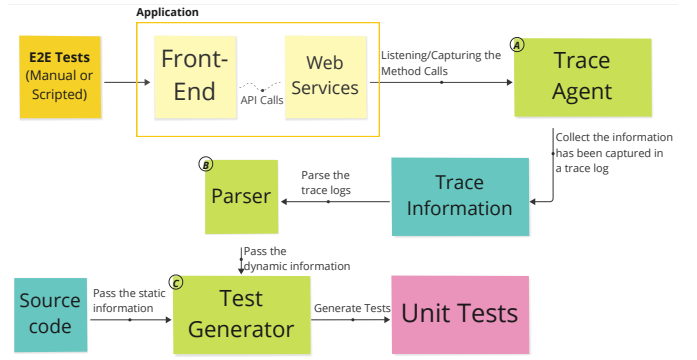 Application
E2E Tests
(Manual or
Scripted)
Front-
End
API Calls
Web
Services
Listening/Capturing the
Method Calls
A
Trace
Agent
Collect the information
has been captured in
a trace log
Trace
Information
Parse the
trace logs
B
Parser
Pass the
dynamic information
Source
code
Pass the static
information
C
Test
Generator
Generate Tests
Unit Tests